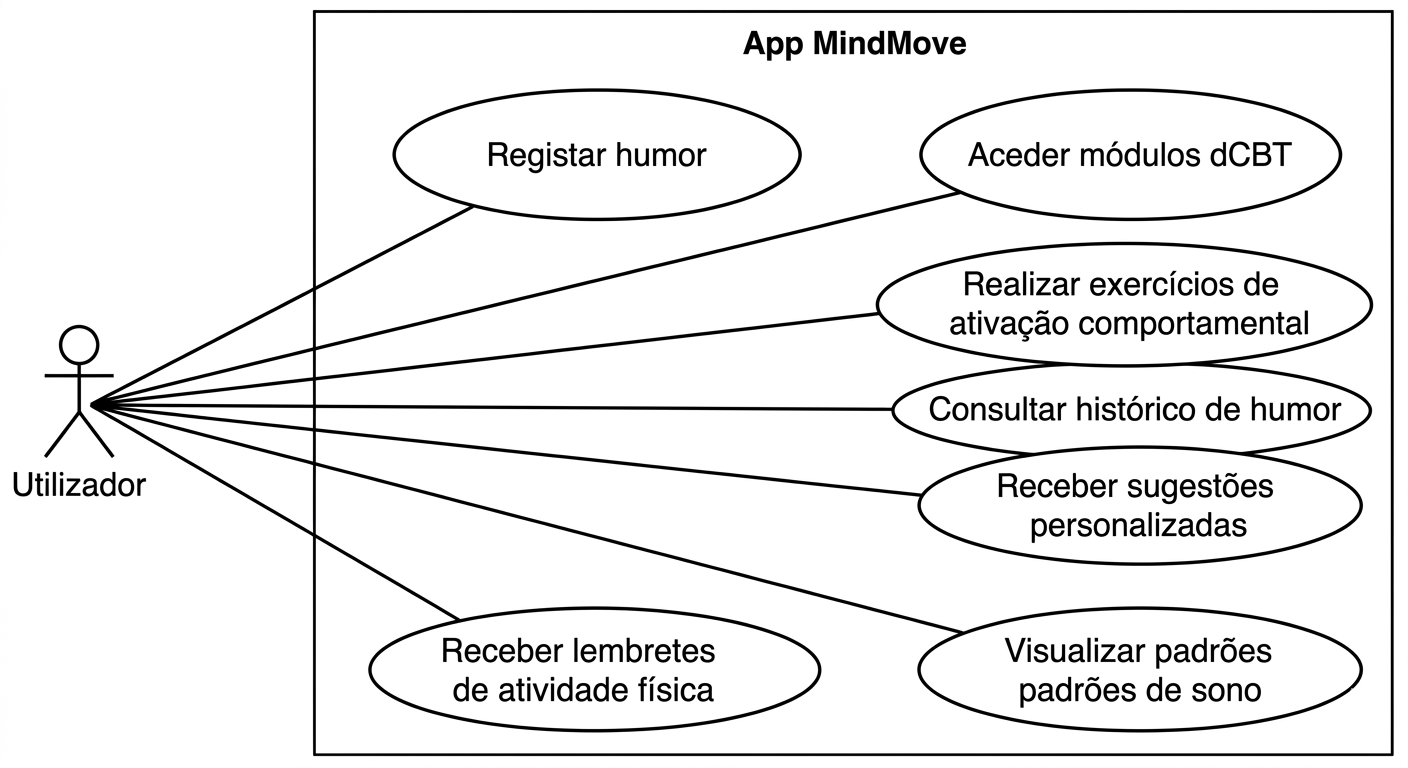 App MindMove
Registar humor
Aceder módulos dCBT
Realizar exercícios de
ativação comportamental
Consultar histórico de humor
Utilizador
Receber sugestões
personalizadas
Receber lembretes
de atividade física
Visualizar padrões
padrões de sono